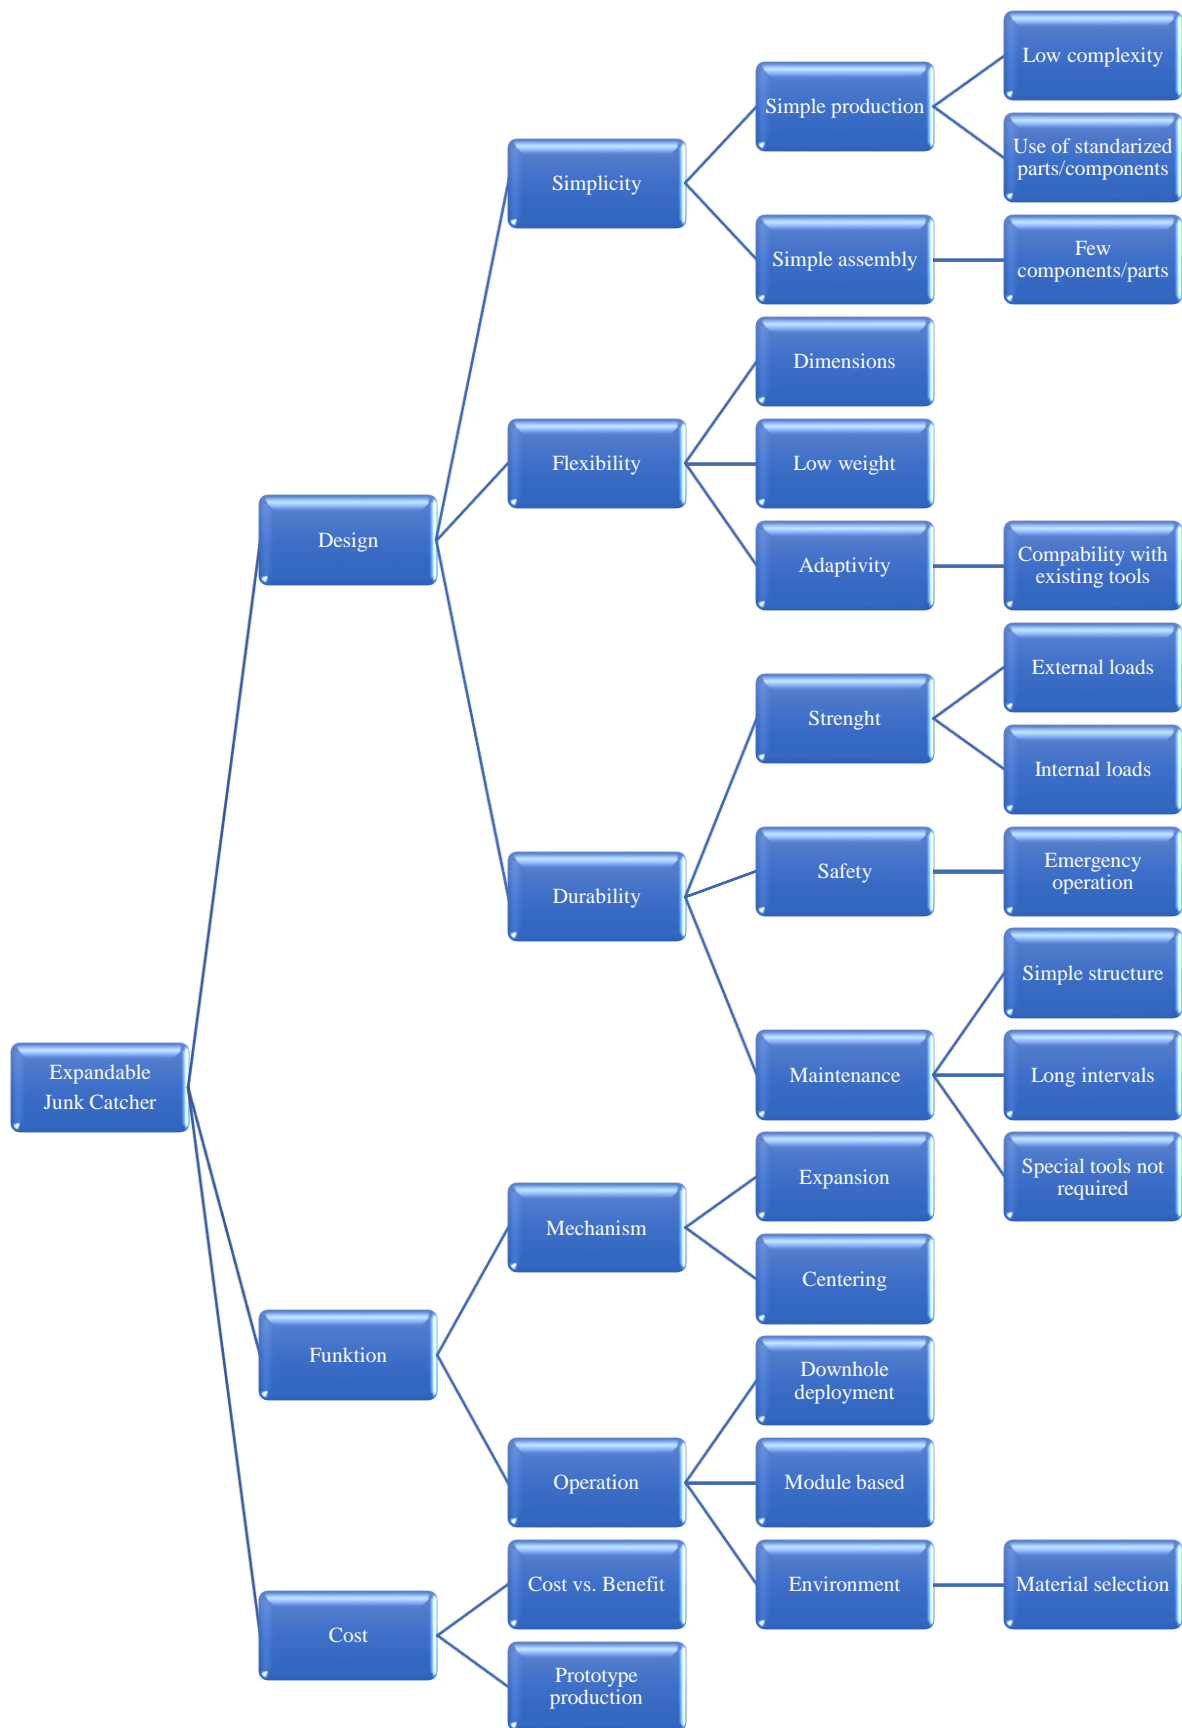 Expandable
Junk Catcher
Design
Simplicity
Simple production
Low complexity
Use of standarized
parts/components
Simple assembly
Few
components/parts
Flexibility
Dimensions
Low weight
Adaptivity
Compability with
existing tools
Durability
Strenght
External loads
Internal loads
Safety
Emergency
operation
Maintenance
Simple structure
Long intervals
Special tools not
required
Funktion
Mechanism
Expansion
Centering
Operation
Downhole
deployment
Module based
Environment
Material selection
Cost
Cost vs. Benefit
Prototype
production